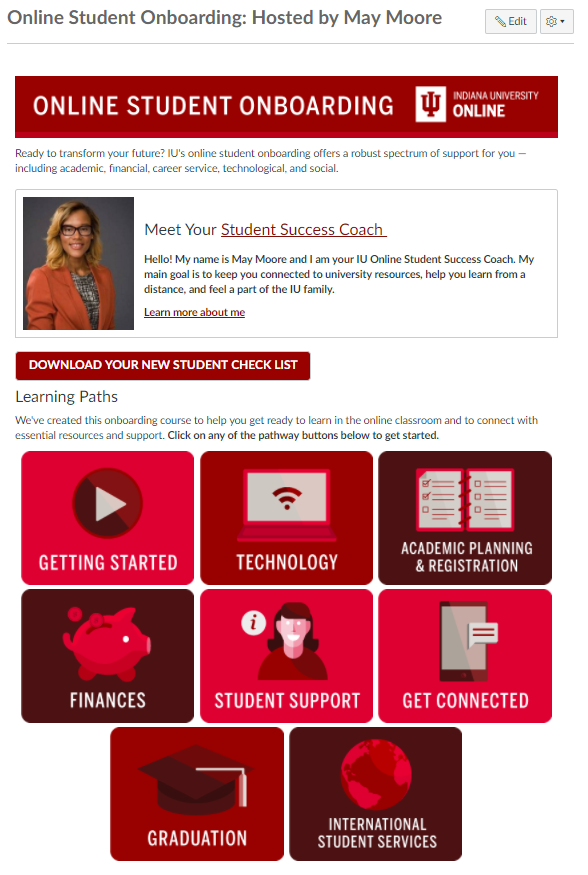 Online Student Onboarding: Hosted by May Moore
Edit
ONLINE STUDENT ONBOARDING
INDIANA UNIVERSITY
ONLINE
Ready to transform your future? IU's online student onboarding offers a robust spectrum of support for you —
including academic, financial, career service, technological, and social.
Meet Your Student Success Coach
Hello! My name is May Moore and I am your IU Online Student Success Coach. My
main goal is to keep you connected to university resources, help you learn from a
distance, and feel a part of the IU family.
Learn more about me
DOWNLOAD YOUR NEW STUDENT CHECK LIST
Learning Paths
We've created this onboarding course to help you get ready to learn in the online classroom and to connect with
essential resources and support. Click on any of the pathway buttons below to get started.
GETTING STARTED
TECHNOLOGY
ACADEMIC PLANNING
& REGISTRATION
FINANCES
i
STUDENT SUPPORT
GET CONNECTED
GRADUATION
INTERNATIONAL
STUDENT SERVICES